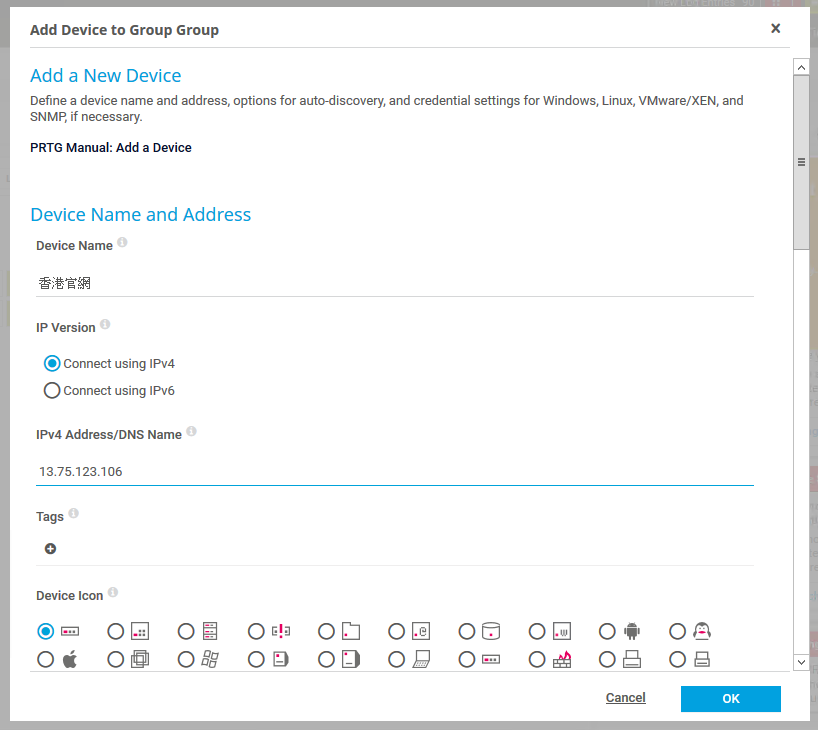 Add Device to Group Group
Add a New Device
Define a device name and address, options for auto-discovery, and credential settings for Windows, Linux, VMware/XEN, and
SNMP, if necessary.
PRTG Manual: Add a Device
Device Name and Address
Device Name
香港官網
IP Version
Connect using IPv4
Connect using IPv6
IPv4 Address/DNS Name
13.75.123.106
Tags
Device Icon
Cancel
OK